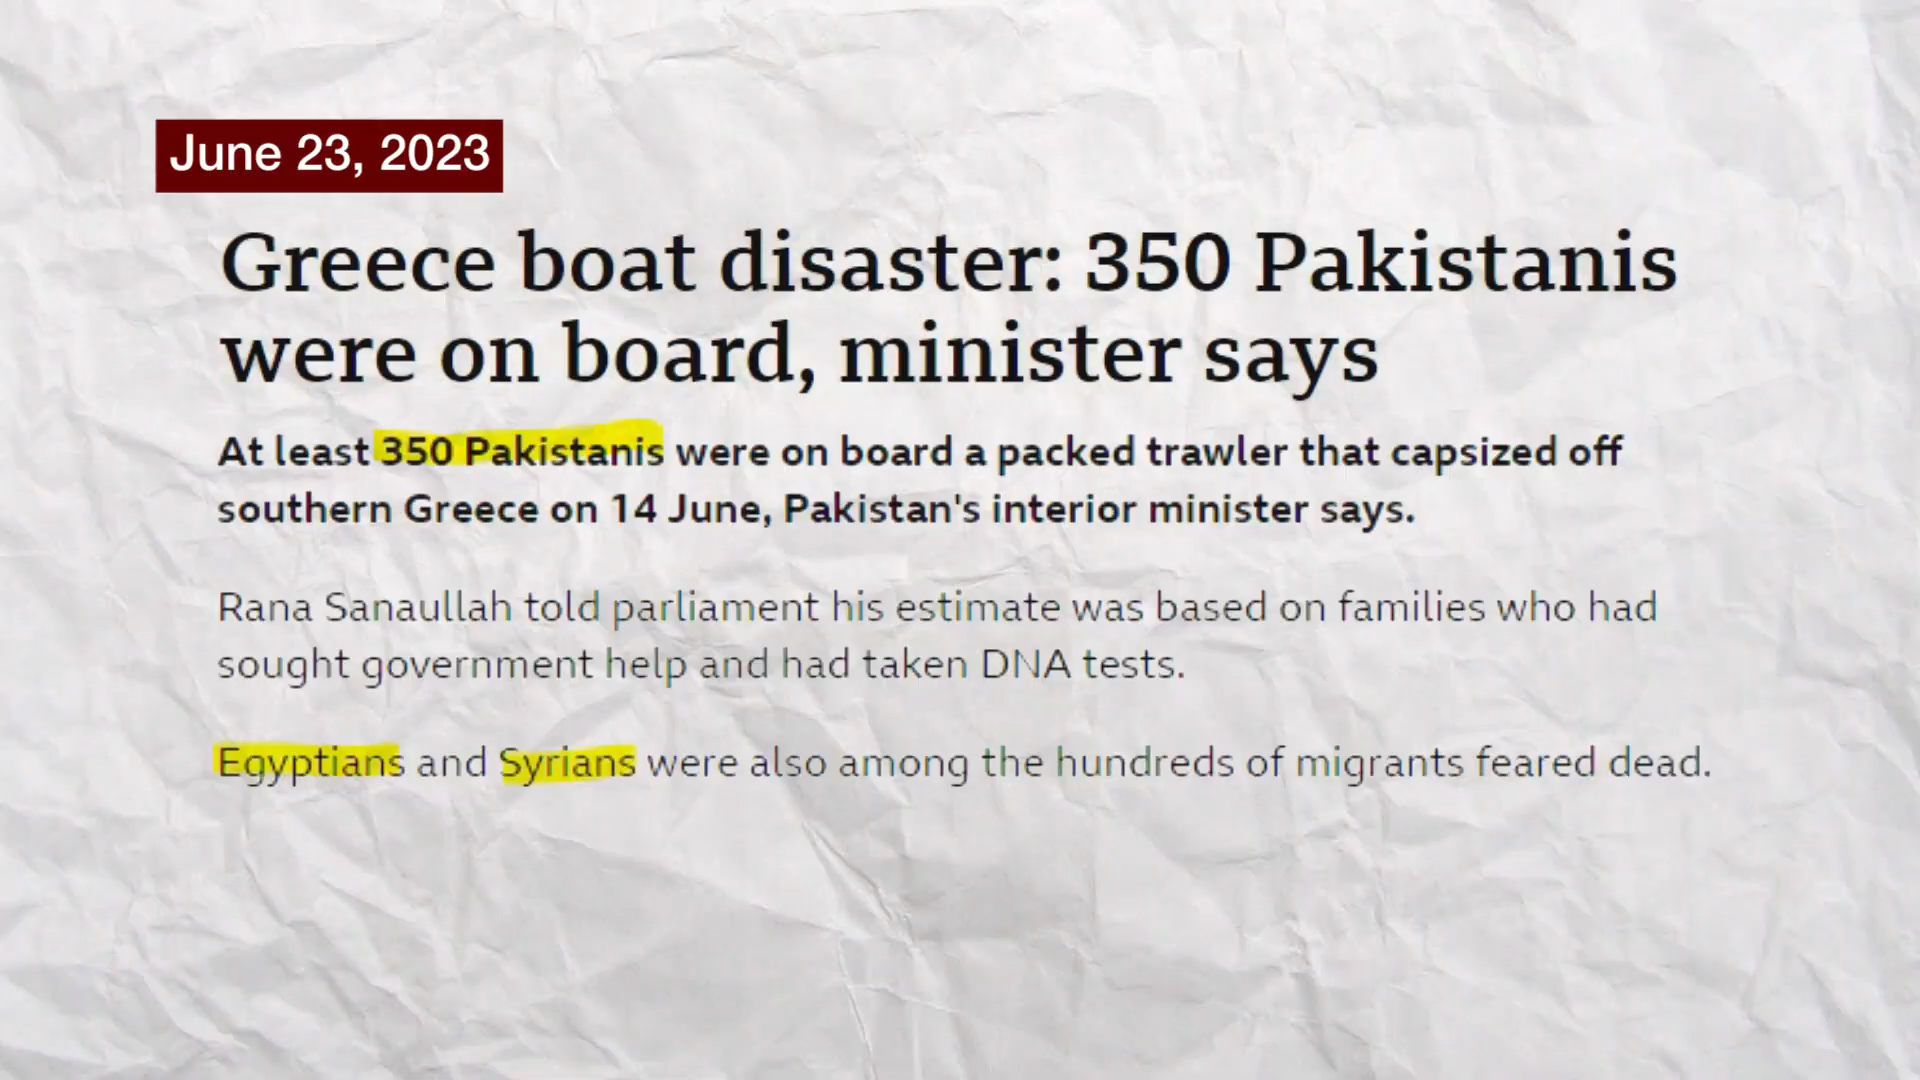 June 23, 2023
Greece boat disaster: 350 Pakistanis
were on board, minister says
At least 350 Pakistanis were on board a packed trawler that capsized off
southern Greece on 14 June, Pakistan's interior minister says.
Rana Sanaullah told parliament his estimate was based on families who had
sought government help and had taken DNA tests.
Egyptians and Syrians were also among the hundreds of migrants feared dead.